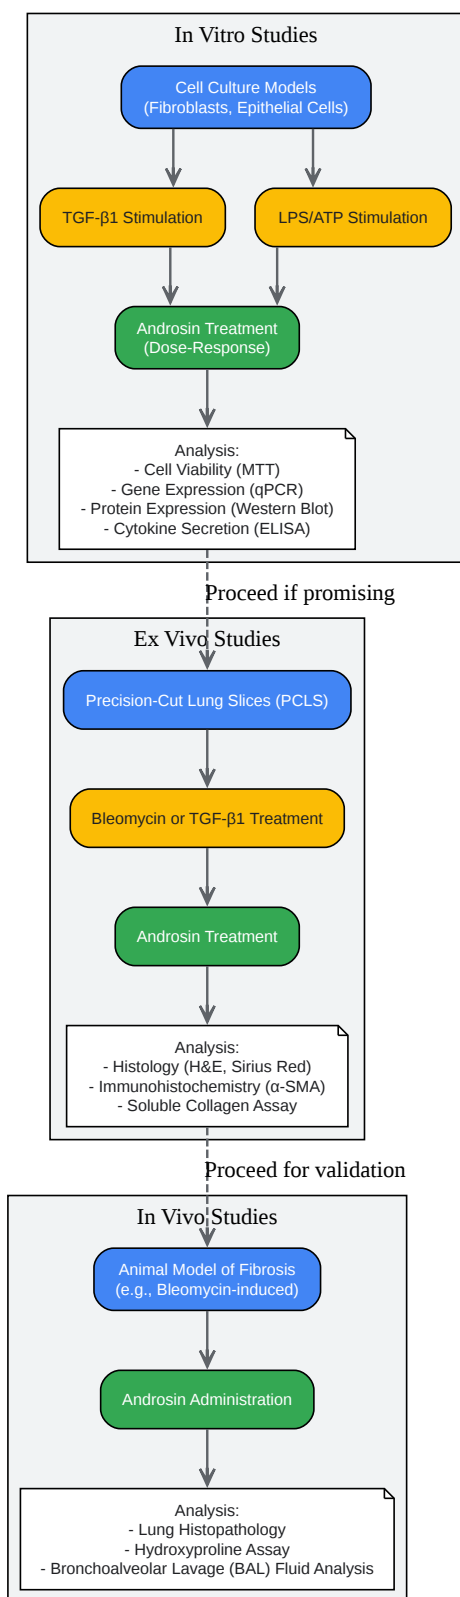 In Vitro Studies
Cell Culture Models
(Fibroblasts, Epithelial Cells)
TGF-β1 Stimulation
LPS/ATP Stimulation
Androsin Treatment
(Dose-Response)
Analysis:
- Cell Viability (MTT)
- Gene Expression (qPCR)
- Protein Expression (Western Blot)
- Cytokine Secretion (ELISA)
Proceed if promising
Ex Vivo Studies
Precision-Cut Lung Slices (PCLS)
Bleomycin or TGF-β1 Treatment
Androsin Treatment
Analysis:
- Histology (H&E, Sirius Red)
- Immunohistochemistry (α-SMA)
- Soluble Collagen Assay
Proceed for validation
In Vivo Studies
Animal Model of Fibrosis
(e.g., Bleomycin-induced)
Androsin Administration
Analysis:
- Lung Histopathology
- Hydroxyproline Assay
- Bronchoalveolar Lavage (BAL) Fluid Analysis